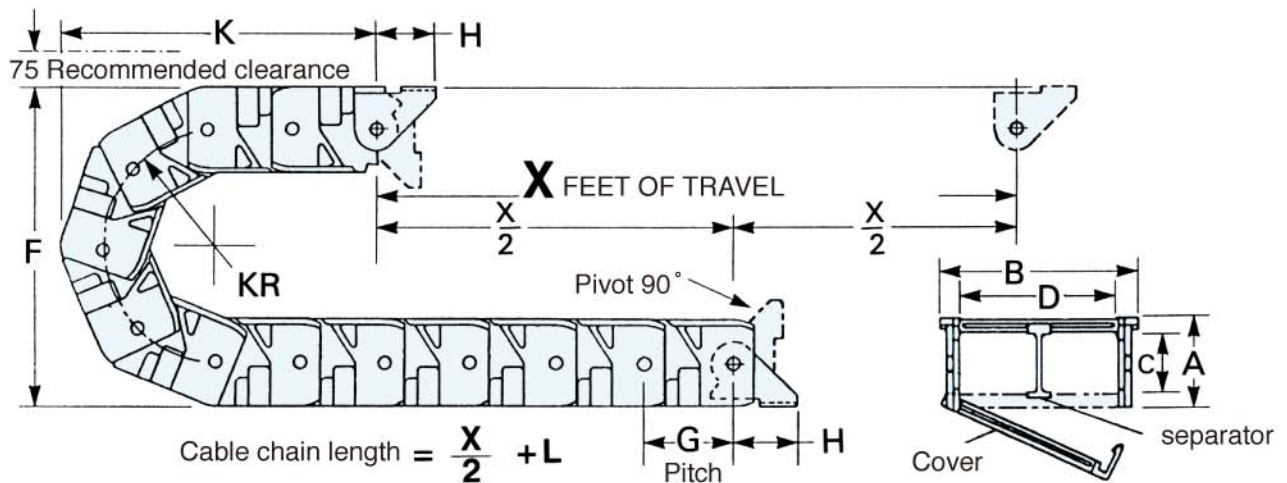 K
H
75 Recommended clearance
X FEET OF TRAVEL
X
2
X
2
F
KR
Pivot 90°
B
D
C
A
G
H
Pitch
Cable chain length = X/2 + L
separator
Cover